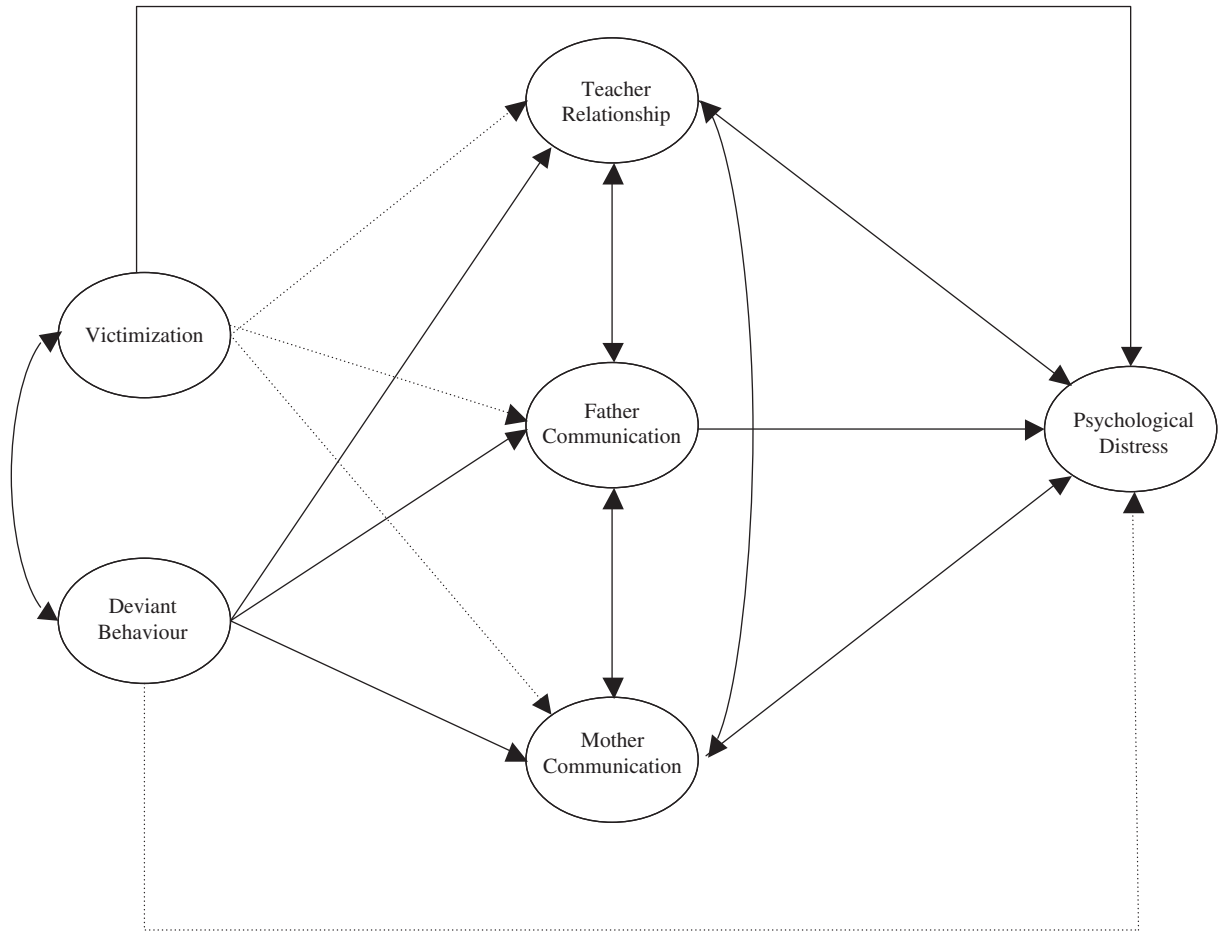 Teacher
Relationship
Victimization
Father
Communication
Psychological
Distress
Deviant
Behaviour
Mother
Communication